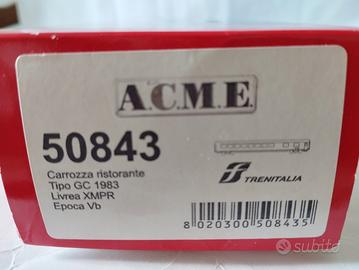 A.C.M.E.
50843
Carrozza ristorante
Tipo GC 1983
Livrea XMPR
Epoca Vb
TRENITALIA
8 020300 508435
subito